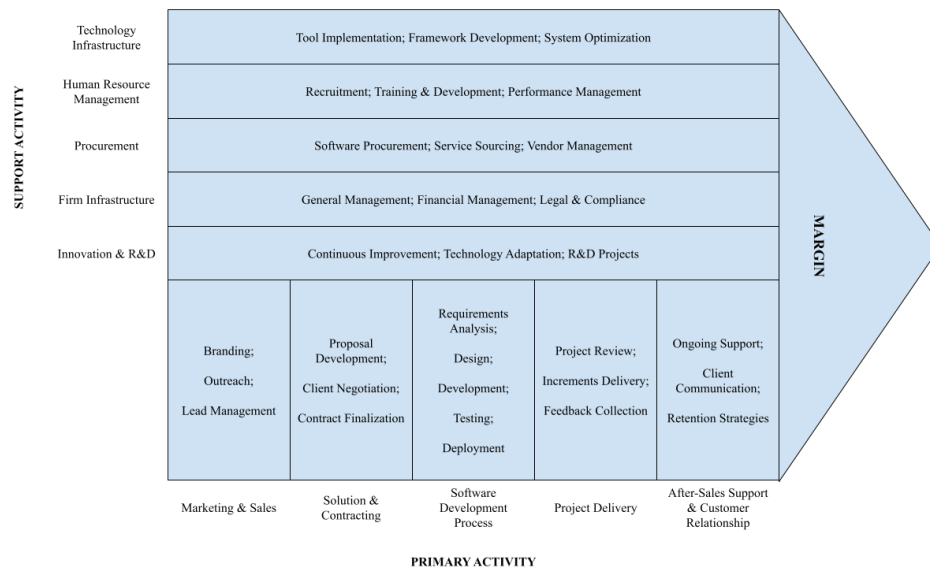 Technology
Infrastructure
Tool Implementation; Framework Development; System Optimization
Human Resource
Management
Recruitment; Training & Development; Performance Management
SUPPORT ACTIVITY
Procurement
Software Procurement; Service Sourcing; Vendor Management
Firm Infrastructure
General Management; Financial Management; Legal & Compliance
Innovation & R&D
Continuous Improvement; Technology Adaptation; R&D Projects
MARGIN
Branding;
Outreach;
Lead Management
Proposal
Development;
Client Negotiation;
Contract Finalization
Requirements
Analysis;
Design;
Development;
Testing;
Deployment
Project Review;
Increments Delivery;
Feedback Collection
Ongoing Support;
Client
Communication;
Retention Strategies
Marketing & Sales
Solution &
Contracting
Software
Development
Process
Project Delivery
After-Sales Support
& Customer
Relationship
PRIMARY ACTIVITY